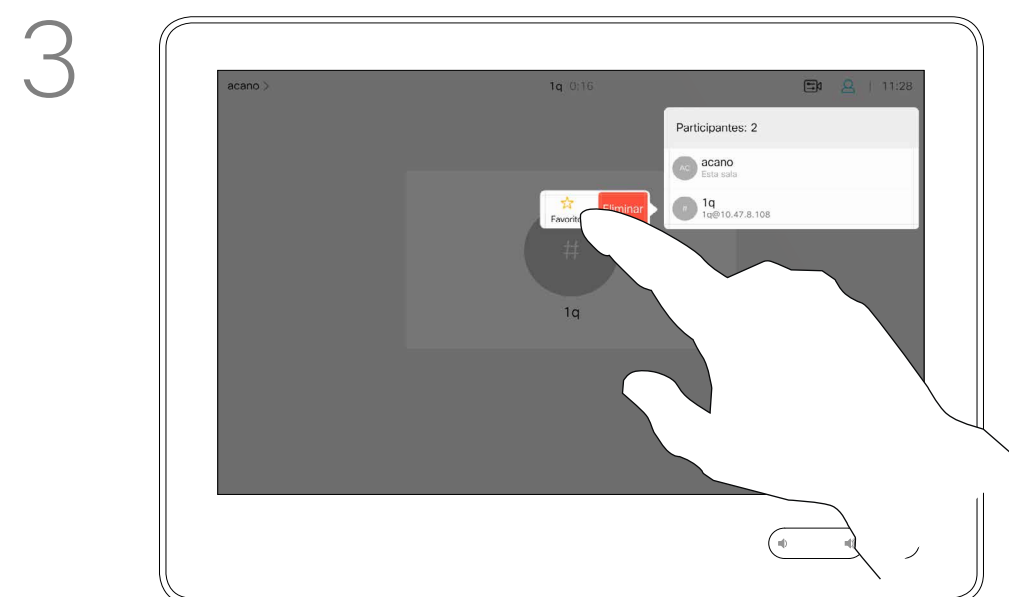 3
acano >
1q 0:16
| 11:28
Participantes: 2
AC
acano
Esta sala
#
1q
1q@10.47.8.108
Eliminar
#
1q